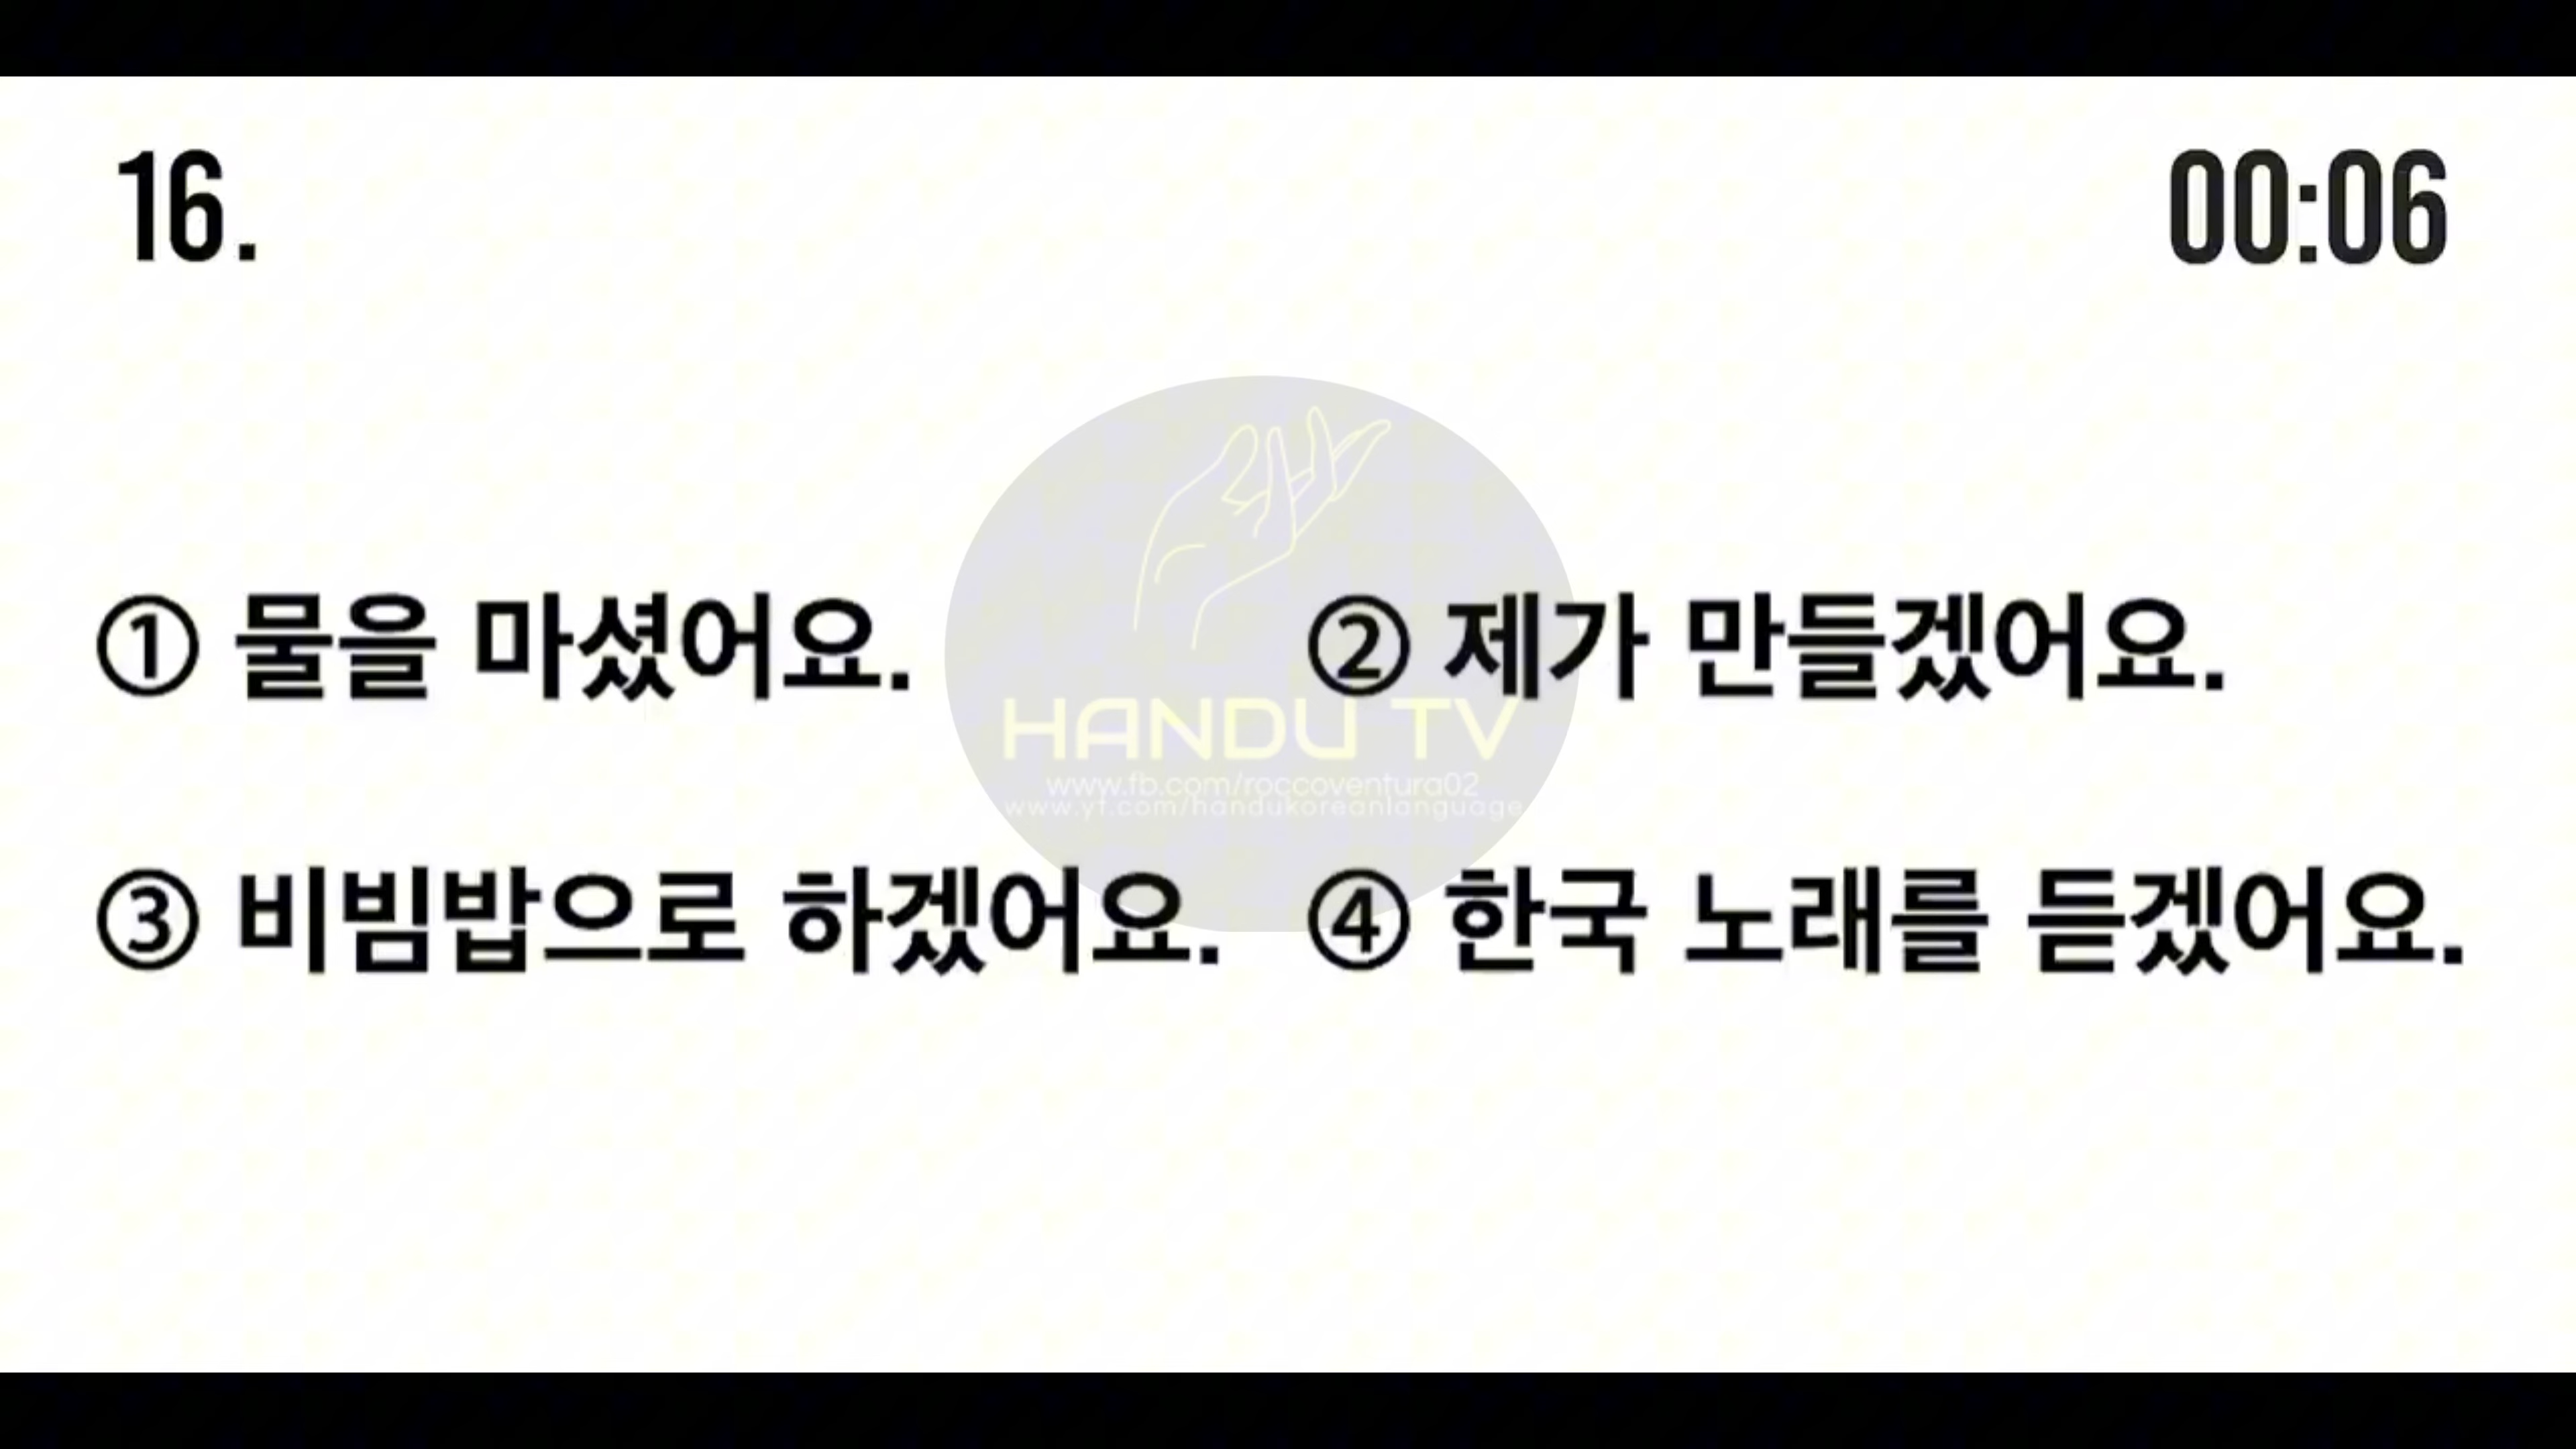 16.
00:06
① 물을 마셨어요.
② 제가 만들겠어요.
HANDU TV
www.fb.com/roccoventura02
www.yt.com/handukoreanlanguage
③ 비빔밥으로 하겠어요.
④ 한국 노래를 듣겠어요.